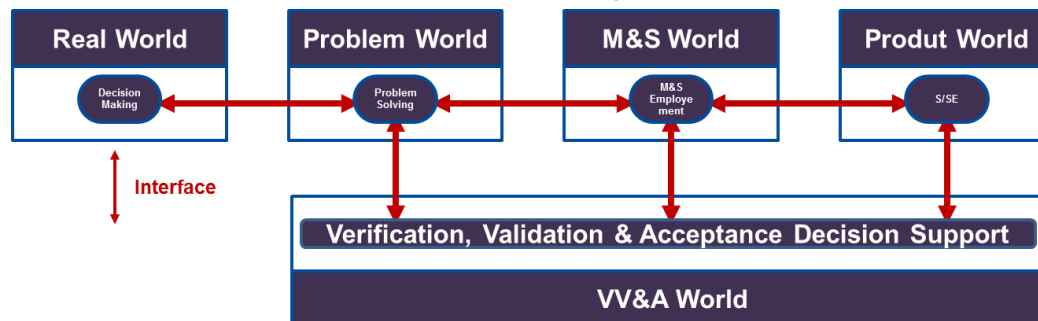 Real World
Problem World
M&S World
Produt World
Decision
Making
Problem
Solving
M&S
Employe
ment
S/SE
Interface
Verification, Validation & Acceptance Decision Support
VV&A World